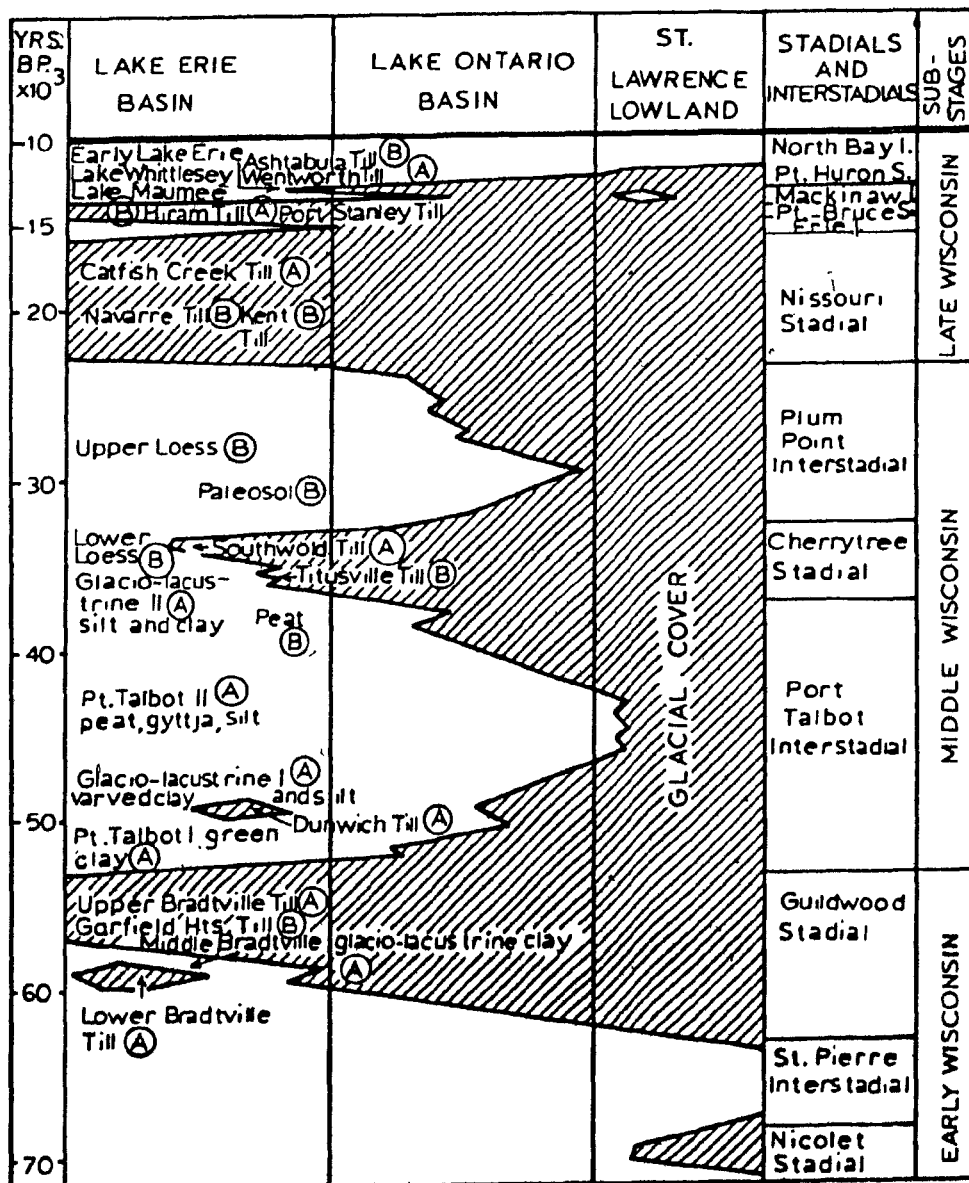 YRS.
BP.
x10³
LAKE ERIE
BASIN
LAKE ONTARIO
BASIN
ST.
LAWRENCE
LOWLAND
STADIALS
AND
INTERSTADIALS
SUB-
STAGES
10
15
20
30
40
50
60
70
Early Lake Erie
Ashtabula Till B
Lake Whittlesey
Wentworth Till A
Lake Maumee
B Hiram Till A Port Stanley Till
Catfish Creek Till A
Navarre Till B Kent B
Till
Upper Loess B
Paleosol B
Lower
Loess B
Southwold Till A
Titusville Till B
Glacio-lacus-
trine II A
silt and clay
Peat
B
Pt. Talbot II A
peat, gyttja, silt
Glacio-lacustrine I A
varved clay and silt
Dunwich Till A
Pt. Talbot I green
clay A
Upper Bradtville Till A
Garfield Hts. Till B
Middle Bradtville glacio-lacustrine clay
A
Lower Bradtville
Till A
GLACIAL COVER
North Bay I.
Pt. Huron S.
Mackinaw I.
Pt. Bruce S.
Erie I.
Nissouri
Stadial
Plum
Point
Interstadial
Cherrytree
Stadial
Port
Talbot
Interstadial
Guildwood
Stadial
St. Pierre
Interstadial
Nicolet
Stadial
LATE WISCONSIN
MIDDLE WISCONSIN
EARLY WISCONSIN